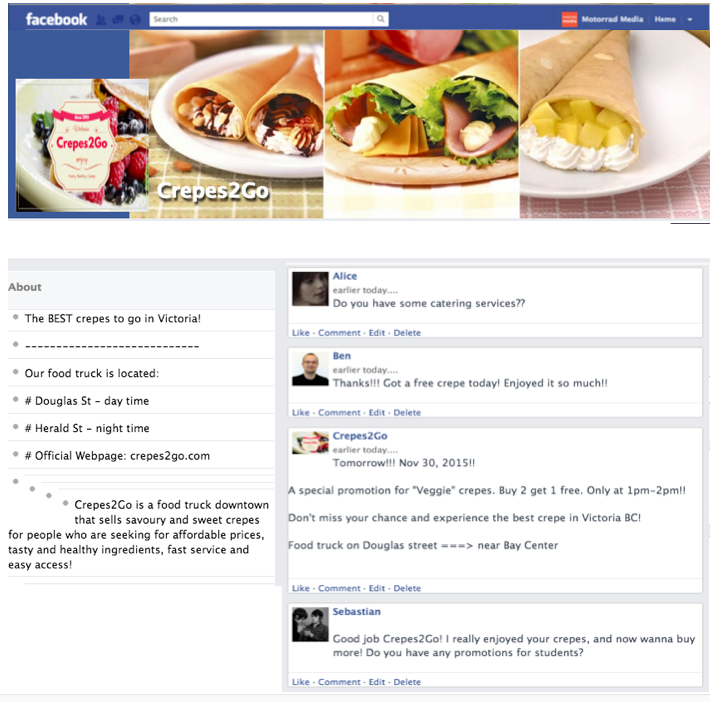 facebook
Search
Motorrad Media
Home
Crepes2Go
enjoy
Crepes2Go
About
The BEST crepes to go in Victoria!
----------------------------
Our food truck is located:
# Douglas St - day time
# Herald St - night time
# Official Webpage: crepes2go.com
Crepes2Go is a food truck downtown
that sells savoury and sweet crepes
for people who are seeking for affordable prices,
tasty and healthy ingredients, fast service and
easy access!
Alice
earlier today....
Do you have some catering services??
Like - Comment - Edit - Delete
Ben
earlier today....
Thanks!!! Got a free crepe today! Enjoyed it so much!!
Like - Comment - Edit - Delete
Crepes2Go
earlier today....
Tomorrow!!! Nov 30, 2015!!
A special promotion for "Veggie" crepes. Buy 2 get 1 free. Only at 1pm-2pm!!
Don't miss your chance and experience the best crepe in Victoria BC!
Food truck on Douglas street ===> near Bay Center
Like - Comment - Edit - Delete
Sebastian
Good job Crepes2Go! I really enjoyed your crepes, and now wanna buy
more! Do you have any promotions for students?
Like - Comment - Edit - Delete